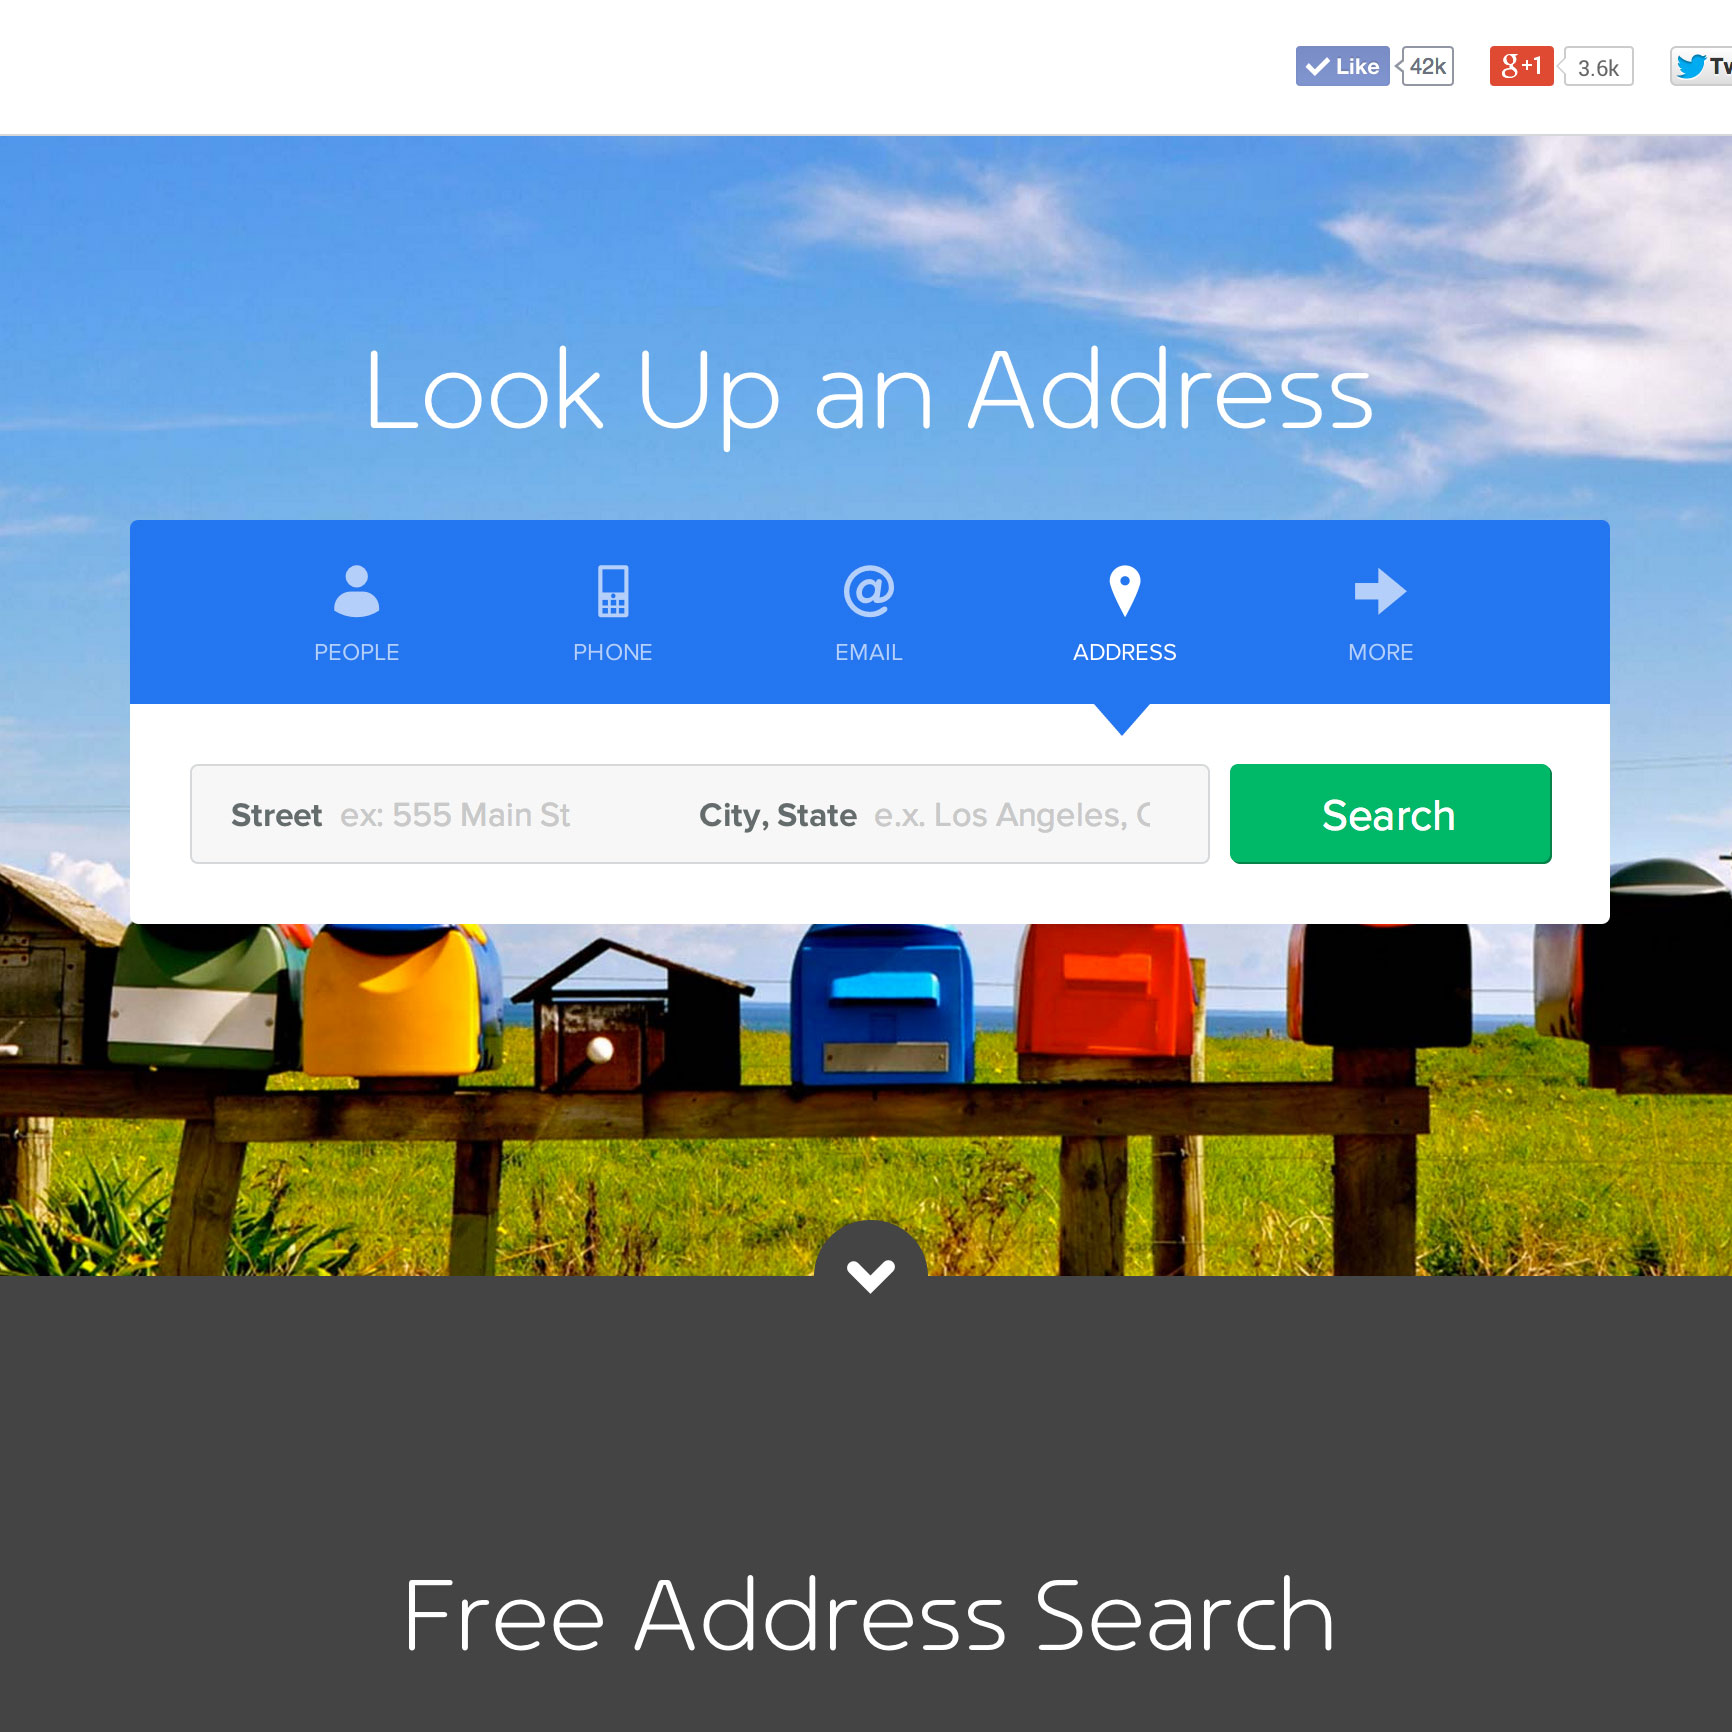 Like 42k g+1 3.6k Tw
Look Up an Address
PEOPLE PHONE EMAIL ADDRESS MORE
Street ex: 555 Main St City, State e.x. Los Angeles, C Search
Free Address Search